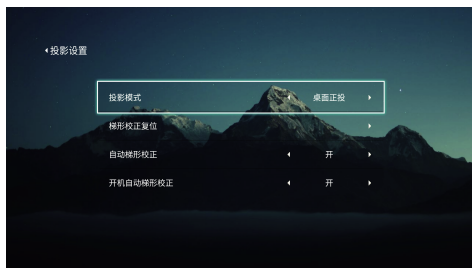 投影设置
投影模式 桌面正投
梯形校正复位
自动梯形校正 开
开机自动梯形校正 开